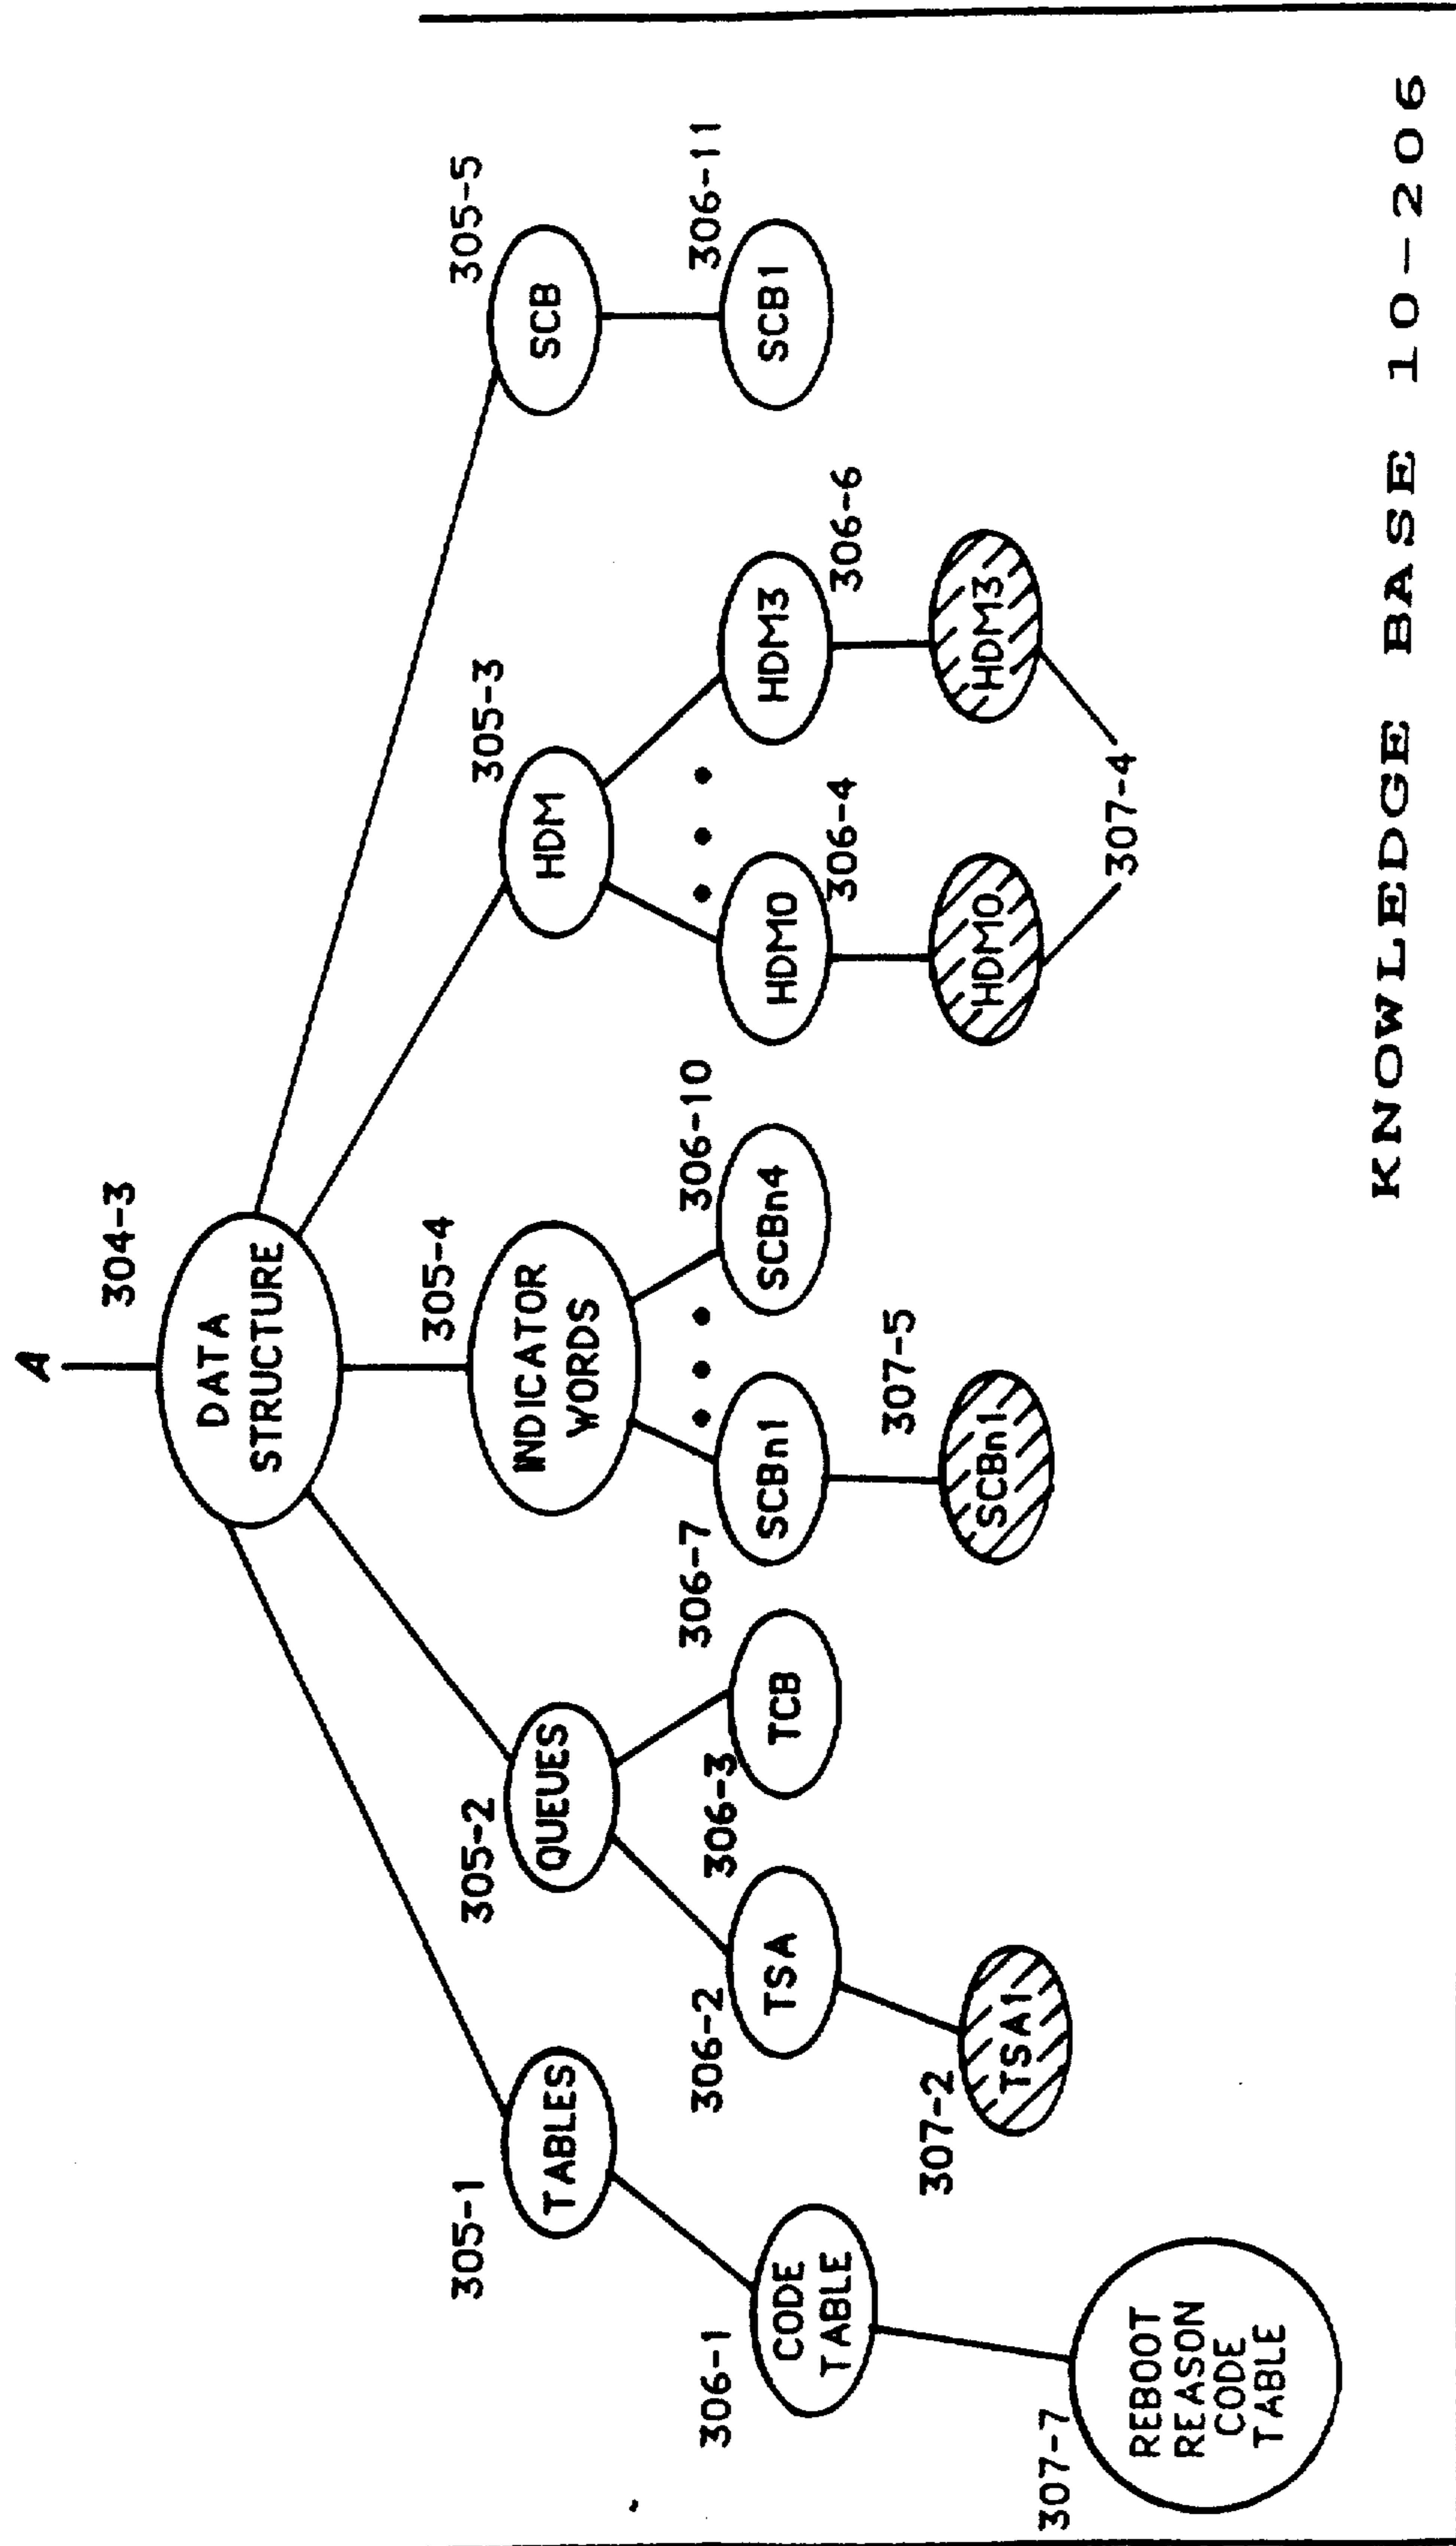 A
304-3
DATA
STRUCTURE
305-1
TABLES
305-2
QUEUES
305-4
INDICATOR
WORDS
305-3
HDM
305-5
SCB
306-1
CODE
TABLE
306-2
TSA
306-3
TCB
306-7
SCBn1
306-10
SCBn4
HDM0
306-4
HDM3
306-6
306-11
SCB1
307-7
REBOOT
REASON
CODE
TABLE
307-2
TSA1
307-5
SCBn1
HDM0
HDM3
307-4
KNOWLEDGE BASE 10-206